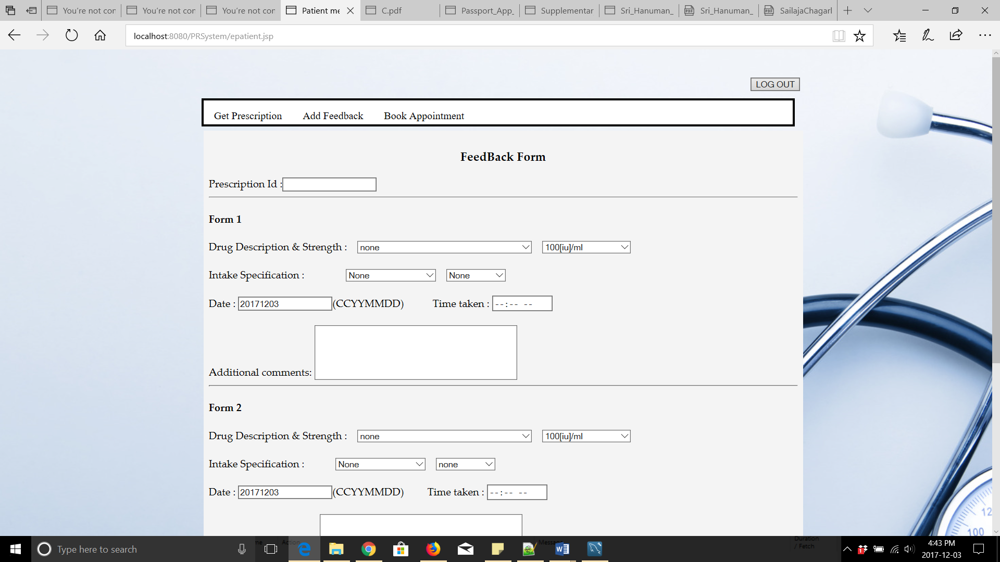 You're not cor You're not cor You're not cor Patient me C.pdf Passport_App_ Supplementar Sri_Hanuman_ Sri_Hanuman_ SailajaChagarl
localhost:8080/PRSystem/epatient.jsp
LOG OUT
Get Prescription Add Feedback Book Appointment
FeedBack Form
Prescription Id :
Form 1
Drug Description & Strength : none 100[iu]/ml
Intake Specification : None None
Date : 20171203 (CCYYMMDD) Time taken : --:-- --
Additional comments:
Form 2
Drug Description & Strength : none 100[iu]/ml
Intake Specification : None none
Date : 20171203 (CCYYMMDD) Time taken : --:-- --
12
100
Duration
/ Fetch
Type here to search
4:43 PM
2017-12-03